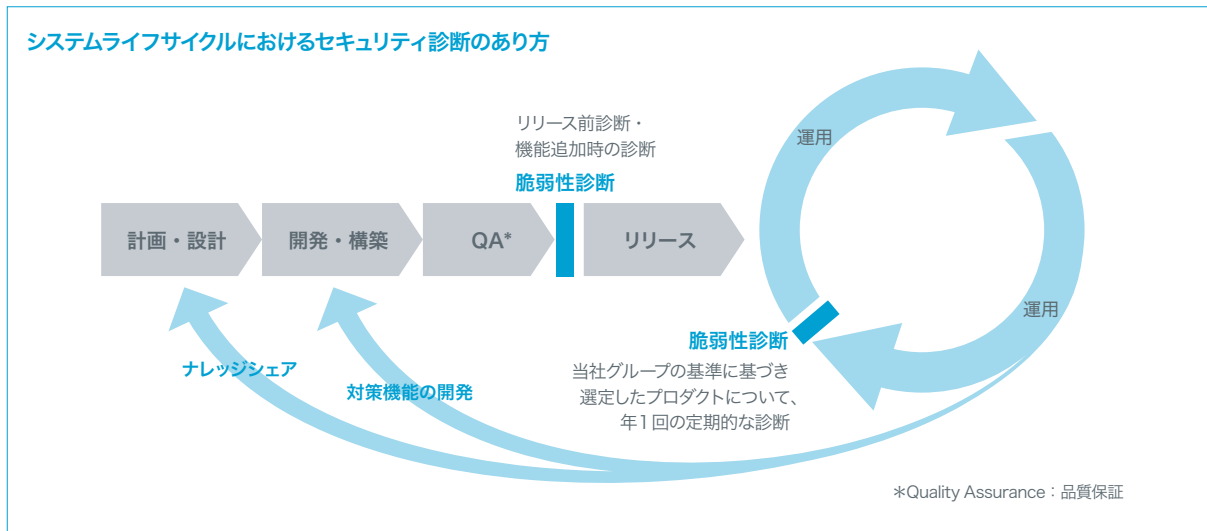 システムライフサイクルにおけるセキュリティ診断のあり方
リリース前診断・
機能追加時の診断
脆弱性診断
計画・設計
開発・構築
QA*
リリース
運用
運用
脆弱性診断
当社グループの基準に基づき
選定したプロダクトについて、
年1回の定期的な診断
ナレッジシェア
対策機能の開発
*Quality Assurance：品質保証